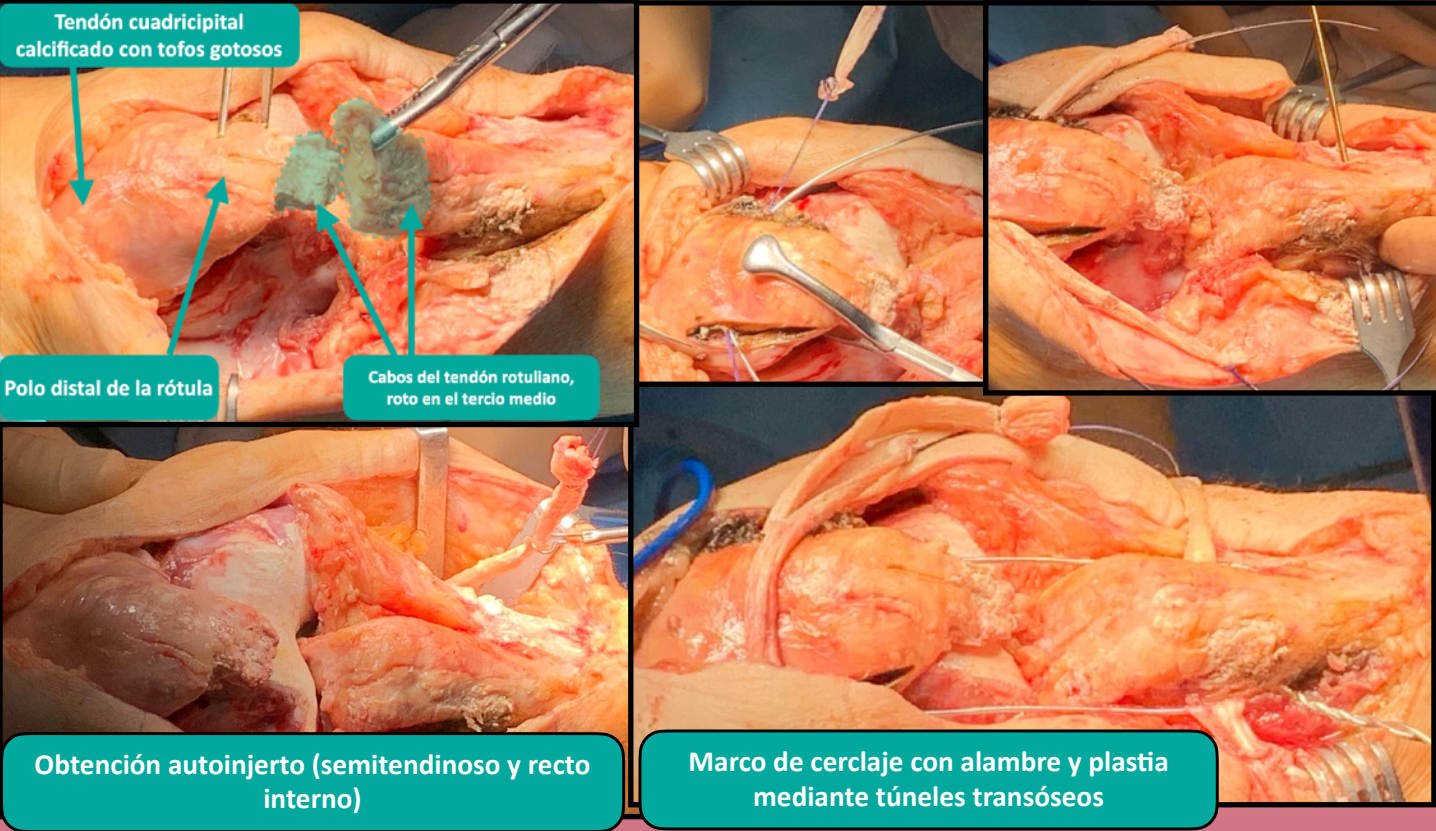 Tendón cuadricipital
calcificado con tofos gotosos
Polo distal de la rótula
Cabos del tendón rotuliano,
roto en el tercio medio
Obtención autoinjerto (semitendinoso y recto
interno)
Marco de cerclaje con alambre y plastia
mediante túneles transóseos